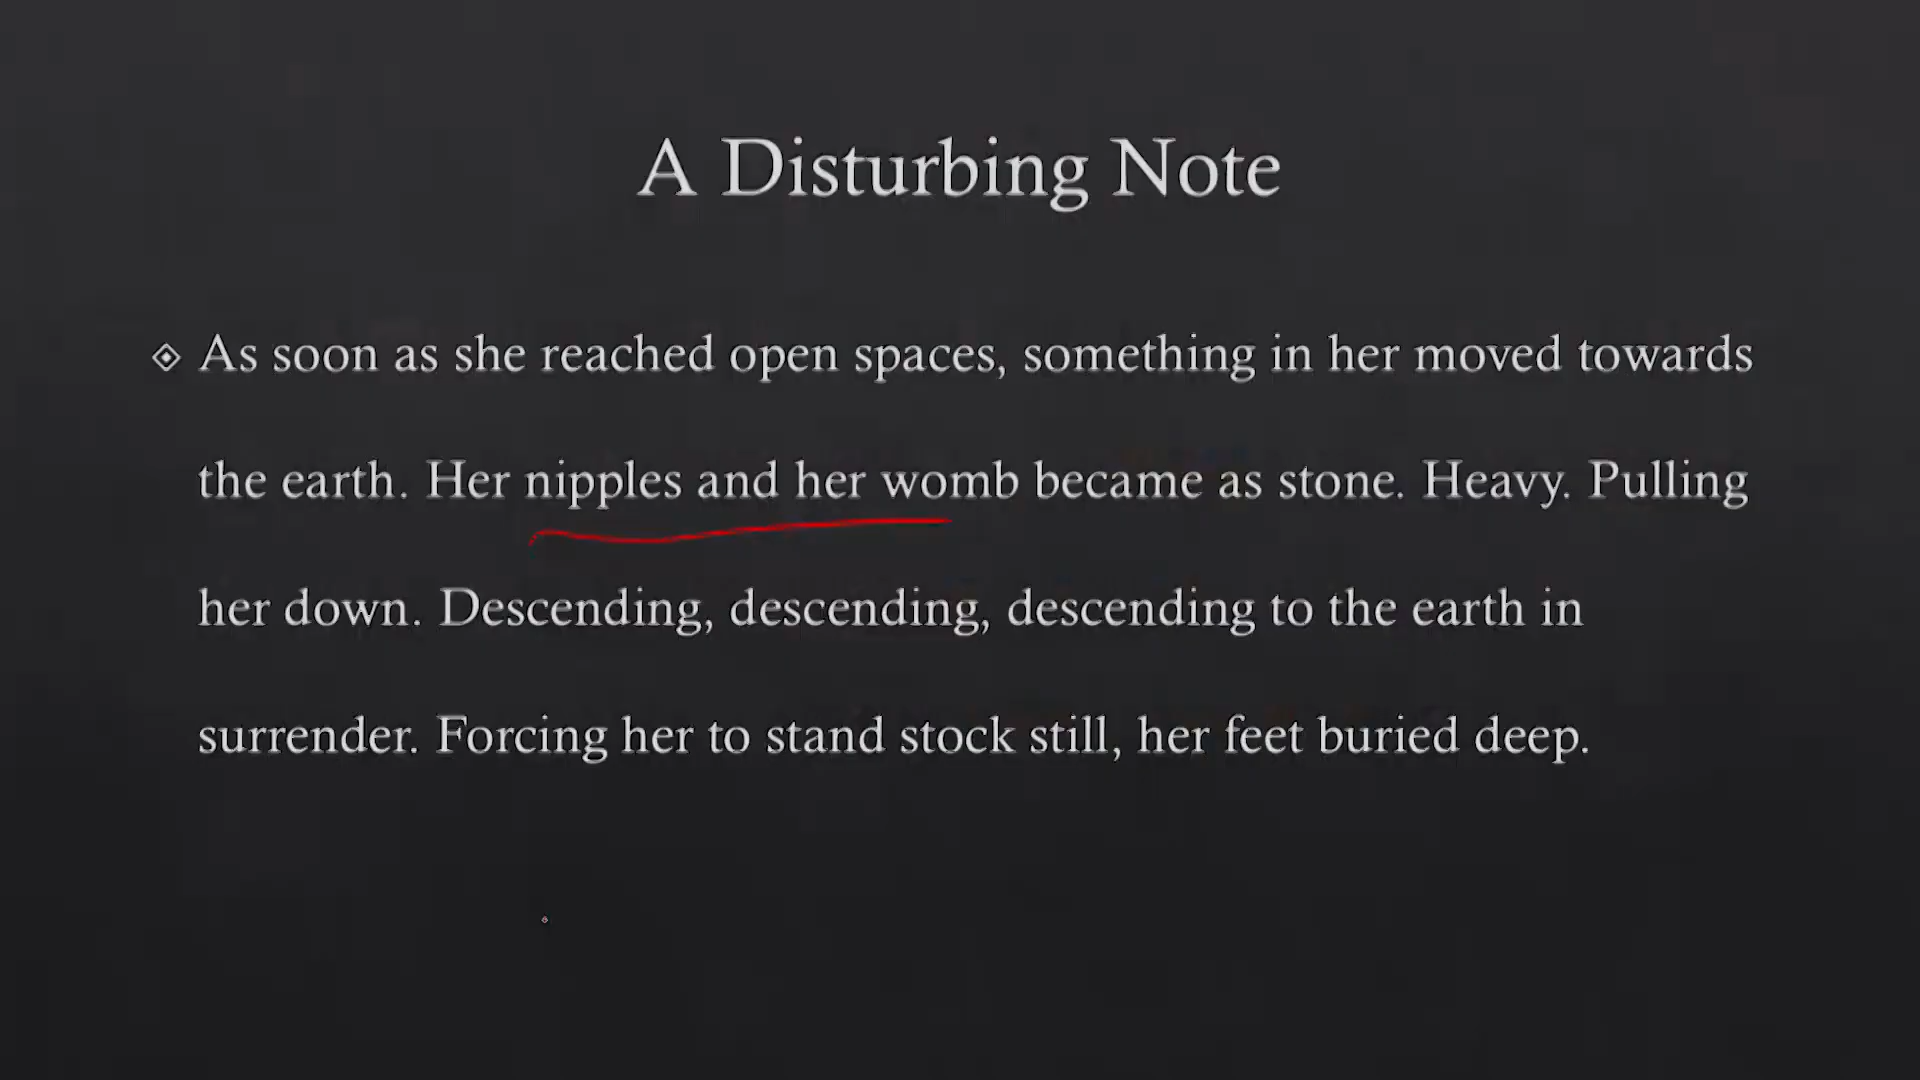 A Disturbing Note
As soon as she reached open spaces, something in her moved towards
the earth. Her nipples and her womb became as stone. Heavy. Pulling
her down. Descending, descending, descending to the earth in
surrender. Forcing her to stand stock still, her feet buried deep.